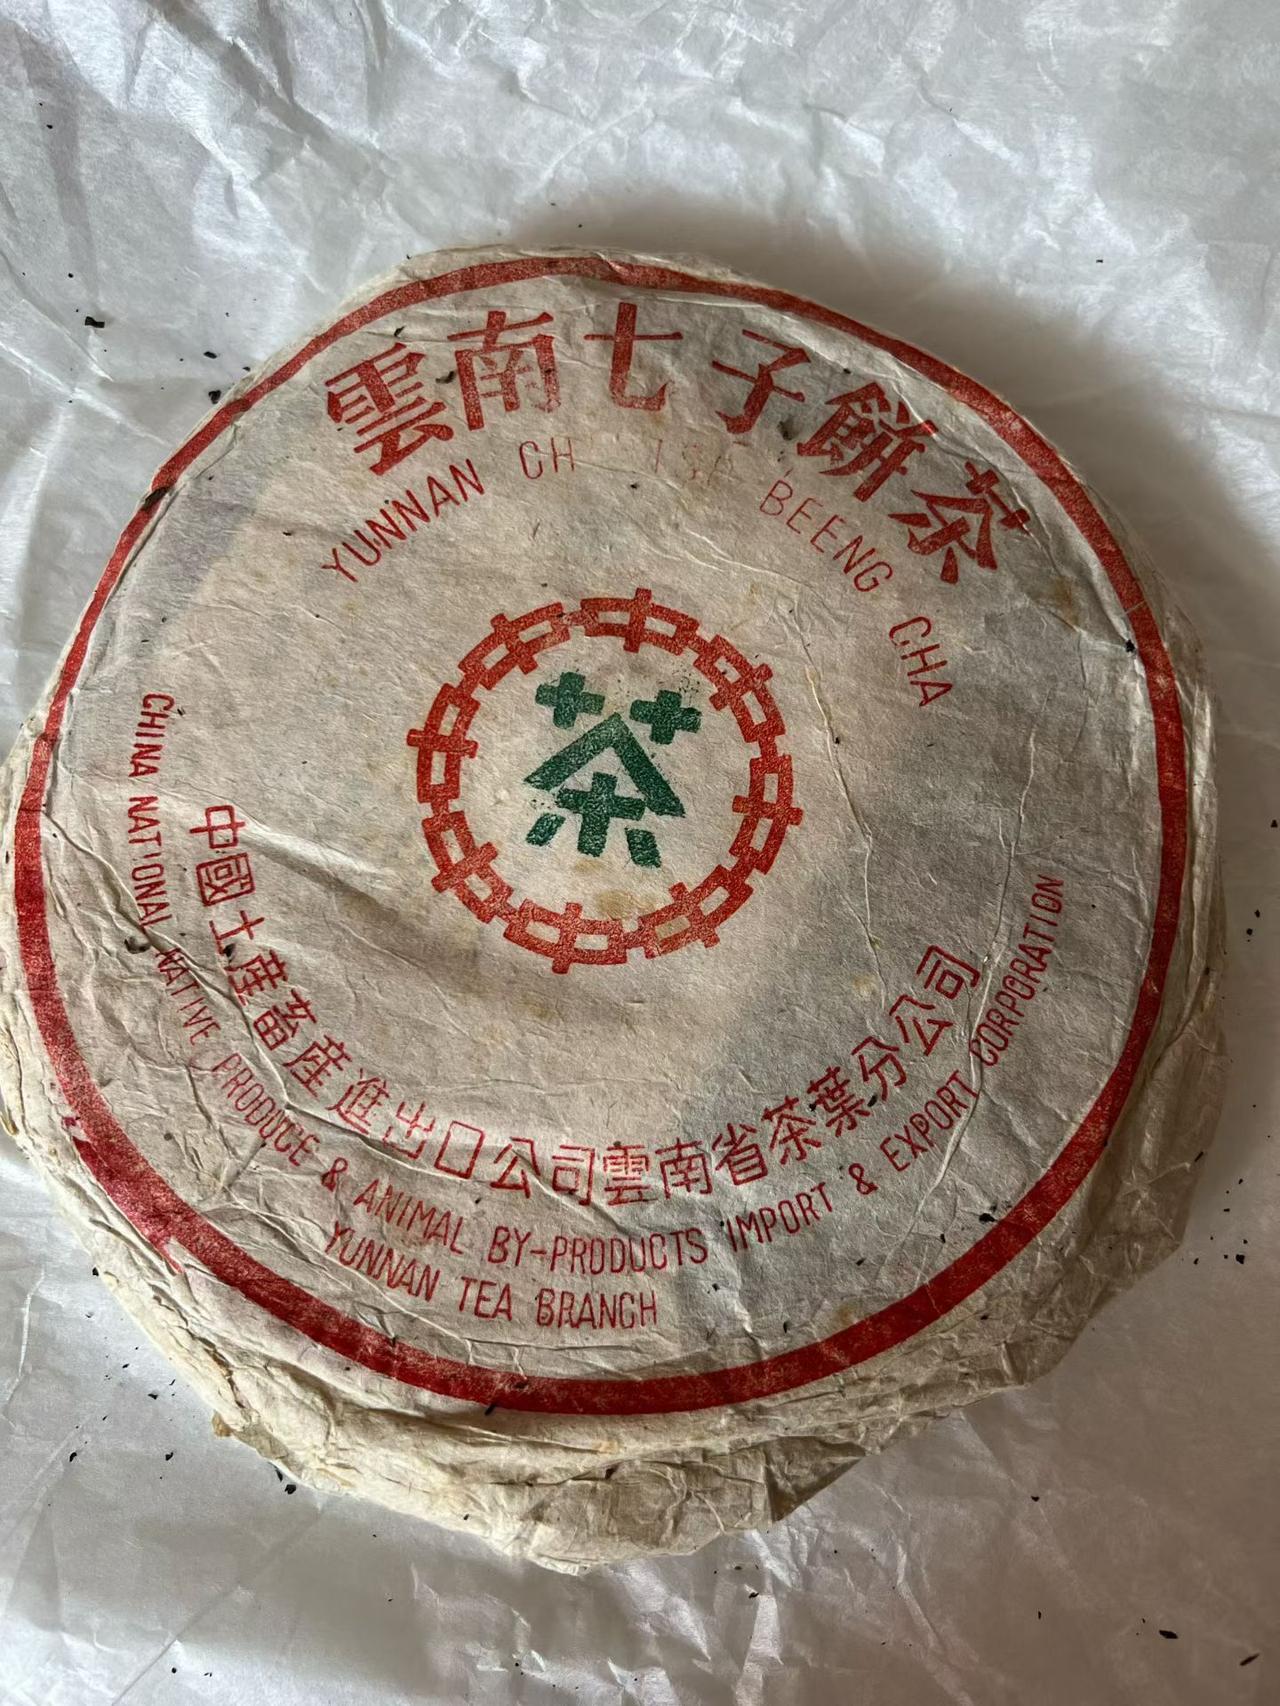 雲南七子餅茶
YUNNAN CH TSE BEENG CHA
茶
中國土產畜產進出口公司雲南省茶葉分公司
CHINA NATIONAL NATIVE PRODUCE & ANIMAL BY-PRODUCTS IMPORT & EXPORT CORPORATION
YUNNAN TEA BRANCH